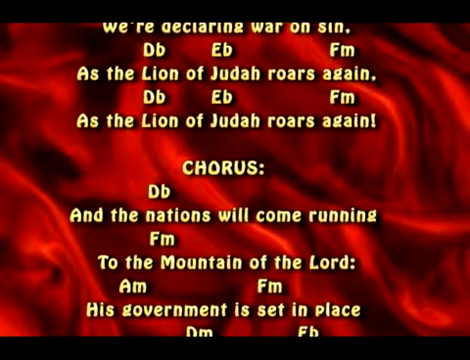 We're declaring war on sin,
Db Eb Fm
As the Lion of Judah roars again,
Db Eb Fm
As the Lion of Judah roars again!
CHORUS:
Db
And the nations will come running
Fm
To the Mountain of the Lord:
Am Fm
His government is set in place
Dm Eb